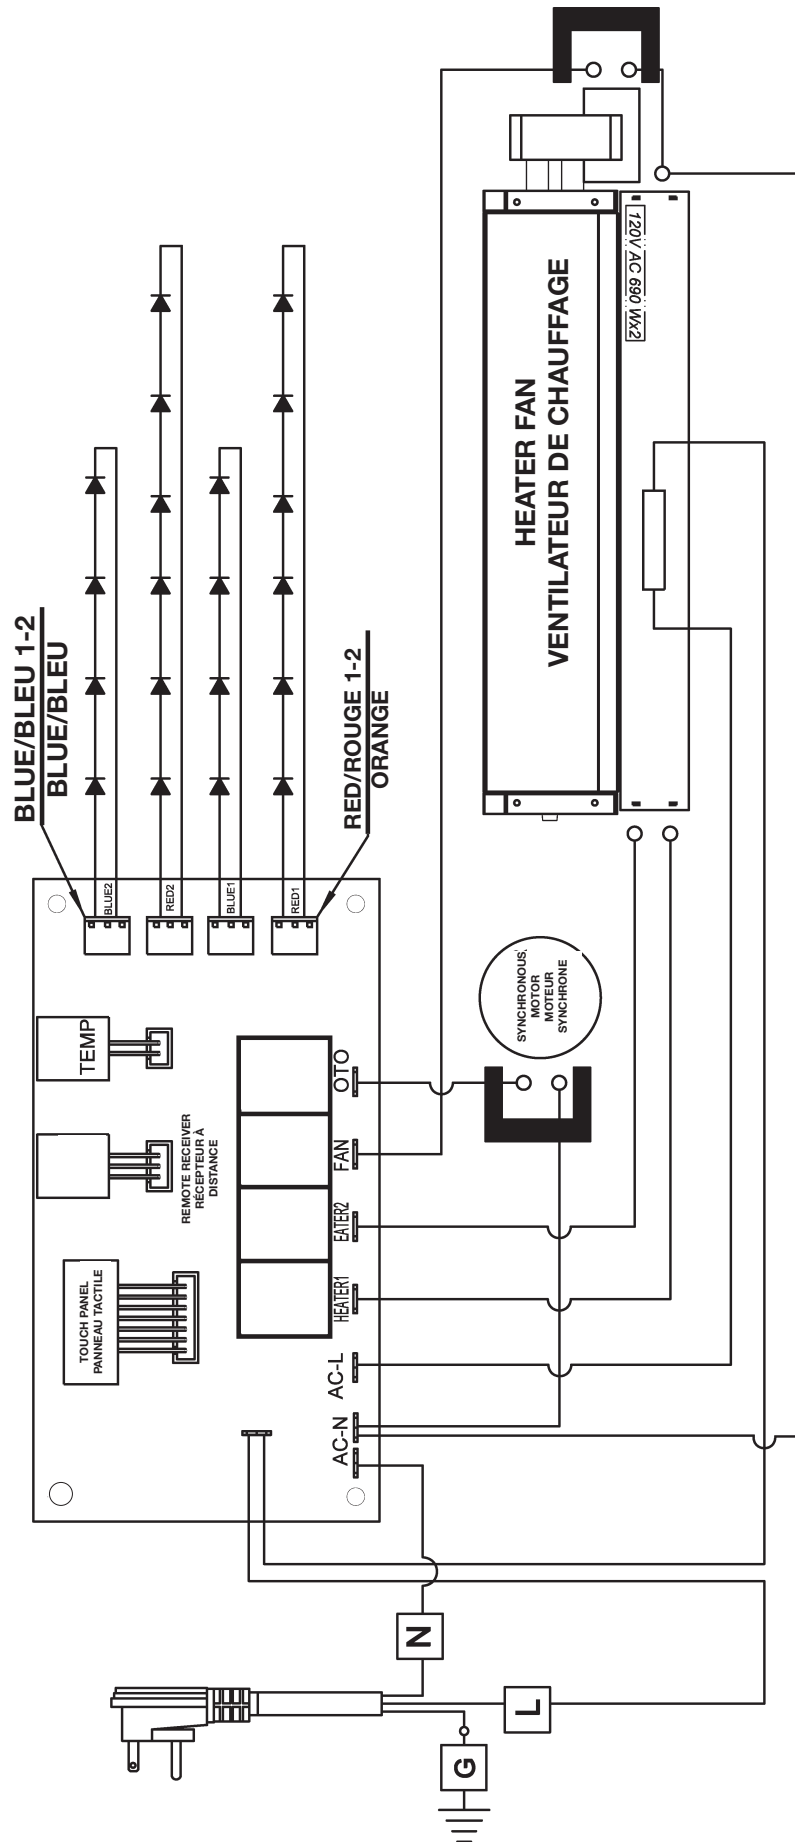 120V AC 690 Wx2
HEATER FAN
VENTILATEUR DE CHAUFFAGE
BLUE/BLEU 1-2
BLUE/BLEU
RED/ROUGE 1-2
ORANGE
BLUE2
RED2
BLUE1
RED1
SYNCHRONOUS
MOTOR
MOTEUR
SYNCHRONE
TEMP
OTO
REMOTE RECEIVER
RÉCEPTEUR À
DISTANCE
FAN
EATER2
TOUCH PANEL
PANNEAU TACTILE
HEATER1
AC-L
AC-N
N
L
G